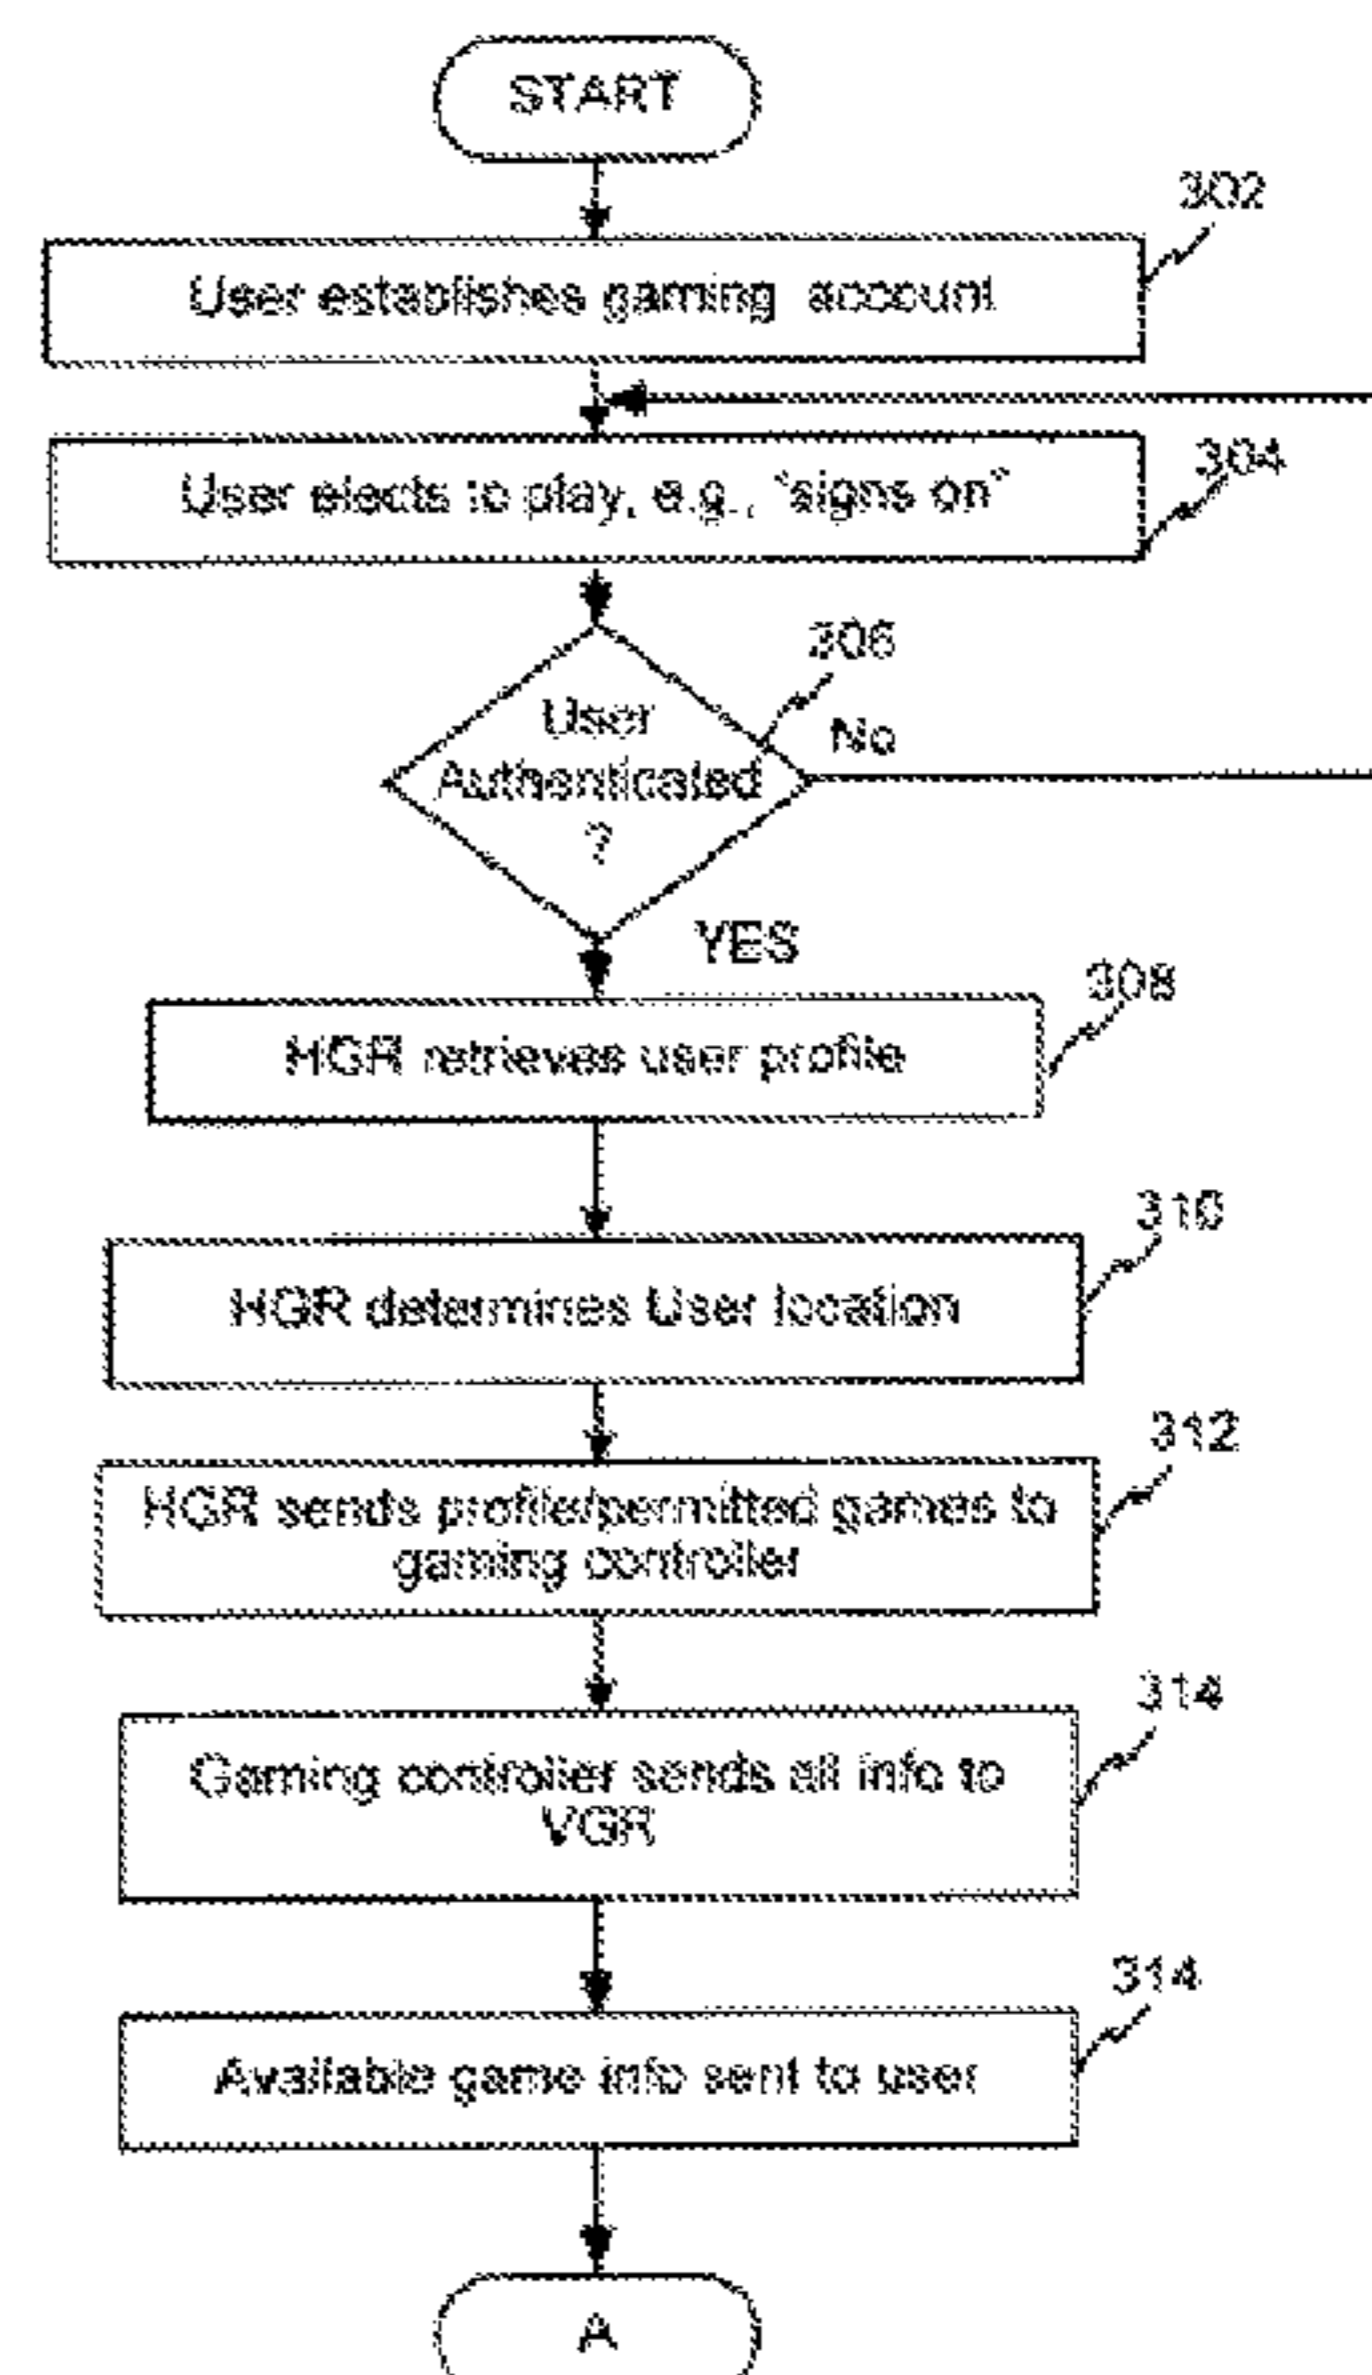 START
302
User establishes gaming account
304
User elects to play, e.g., "signs on"
306
User
Authenticated
?
No
YES
308
HGR retrieves user profile
310
HGR determines User location
312
HGR sends profile/permitted games to
gaming controller
314
Gaming controller sends all info to
VGR
314
Available game info sent to user
A